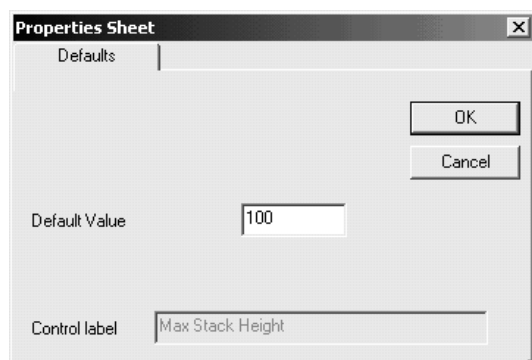 Properties Sheet
Defaults
OK
Cancel
Default Value
100
Control label
Max Stack Height